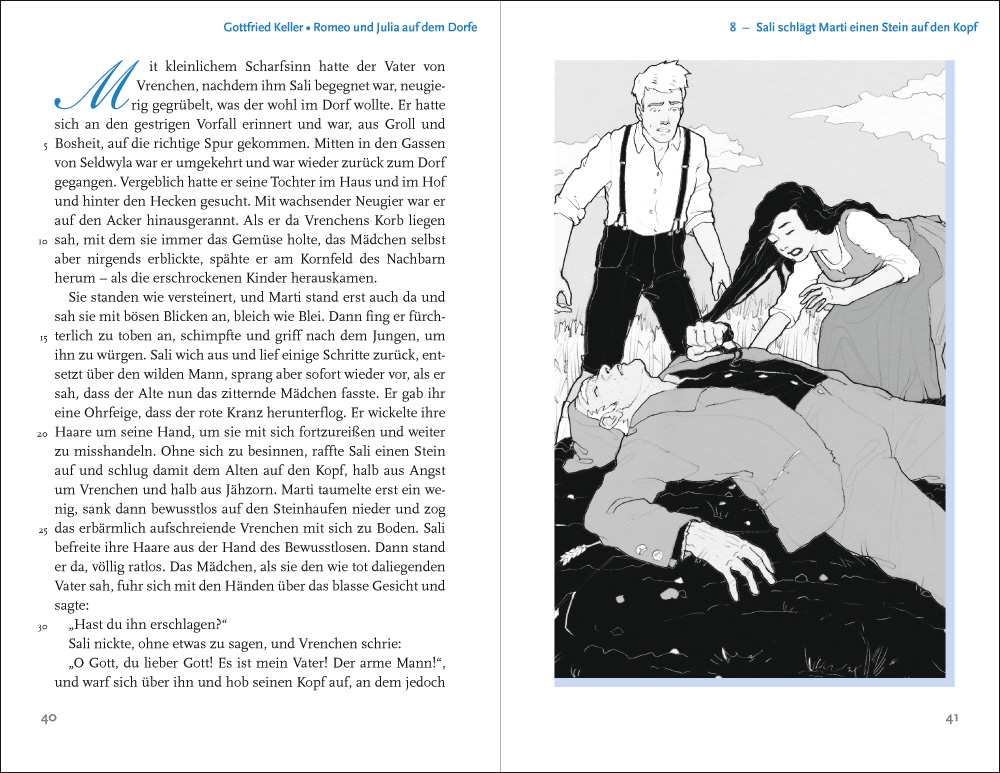 Gottfried Keller • Romeo und Julia auf dem Dorfe
Mit kleinlichem Scharfsinn hatte der Vater von
Vrenchen, nachdem ihm Sali begegnet war, neugie-
rig gegrübelt, was der wohl im Dorf wollte. Er hatte
sich an den gestrigen Vorfall erinnert und war, aus Groll und
5 Bosheit, auf die richtige Spur gekommen. Mitten in den Gassen
von Seldwyla war er umgekehrt und war wieder zurück zum Dorf
gegangen. Vergeblich hatte er seine Tochter im Haus und im Hof
und hinter den Hecken gesucht. Mit wachsender Neugier war er
auf den Acker hinausgerannt. Als er da Vrenchens Korb liegen
10 sah, mit dem sie immer das Gemüse holte, das Mädchen selbst
aber nirgends erblickte, spähte er am Kornfeld des Nachbarn
herum – als die erschrockenen Kinder herauskamen.
Sie standen wie versteinert, und Marti stand erst auch da und
sah sie mit bösen Blicken an, bleich wie Blei. Dann fing er fürch-
15 terlich zu toben an, schimpfte und griff nach dem Jungen, um
ihn zu würgen. Sali wich aus und lief einige Schritte zurück, ent-
setzt über den wilden Mann, sprang aber sofort wieder vor, als er
sah, dass der Alte nun das zitternde Mädchen fasste. Er gab ihr
eine Ohrfeige, dass der rote Kranz herunterflog. Er wickelte ihre
20 Haare um seine Hand, um sie mit sich fortzureißen und weiter
zu misshandeln. Ohne sich zu besinnen, raffte Sali einen Stein
auf und schlug damit dem Alten auf den Kopf, halb aus Angst
um Vrenchen und halb aus Jähzorn. Marti taumelte erst ein we-
nig, sank dann bewusstlos auf den Steinhaufen nieder und zog
25 das erbärmlich aufschreiende Vrenchen mit sich zu Boden. Sali
befreite ihre Haare aus der Hand des Bewusstlosen. Dann stand
er da, völlig ratlos. Das Mädchen, als sie den wie tot daliegenden
Vater sah, fuhr sich mit den Händen über das blasse Gesicht und
sagte:
30 „Hast du ihn erschlagen?“
Sali nickte, ohne etwas zu sagen, und Vrenchen schrie:
„O Gott, du lieber Gott! Es ist mein Vater! Der arme Mann!“,
und warf sich über ihn und hob seinen Kopf auf, an dem jedoch
40
8 – Sali schlägt Marti einen Stein auf den Kopf
41